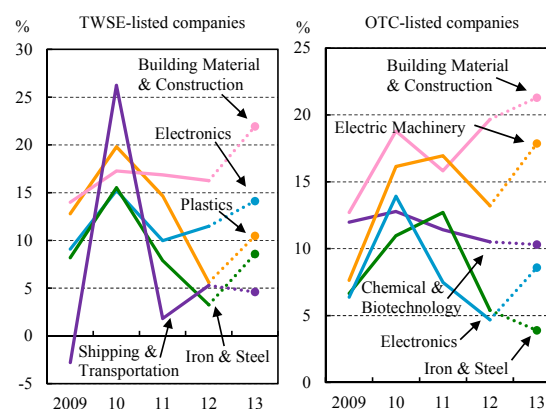 TWSE-listed companies
%
30
25
20
15
10
5
0
-5
2009 10 11 12 13
Building Material
& Construction
Electronics
Plastics
Shipping &
Transportation
Iron & Steel
OTC-listed companies
%
25
20
15
10
5
0
2009 10 11 12 13
Building Material
& Construction
Electric Machinery
Chemical &
Biotechnology
Electronics
Iron & Steel